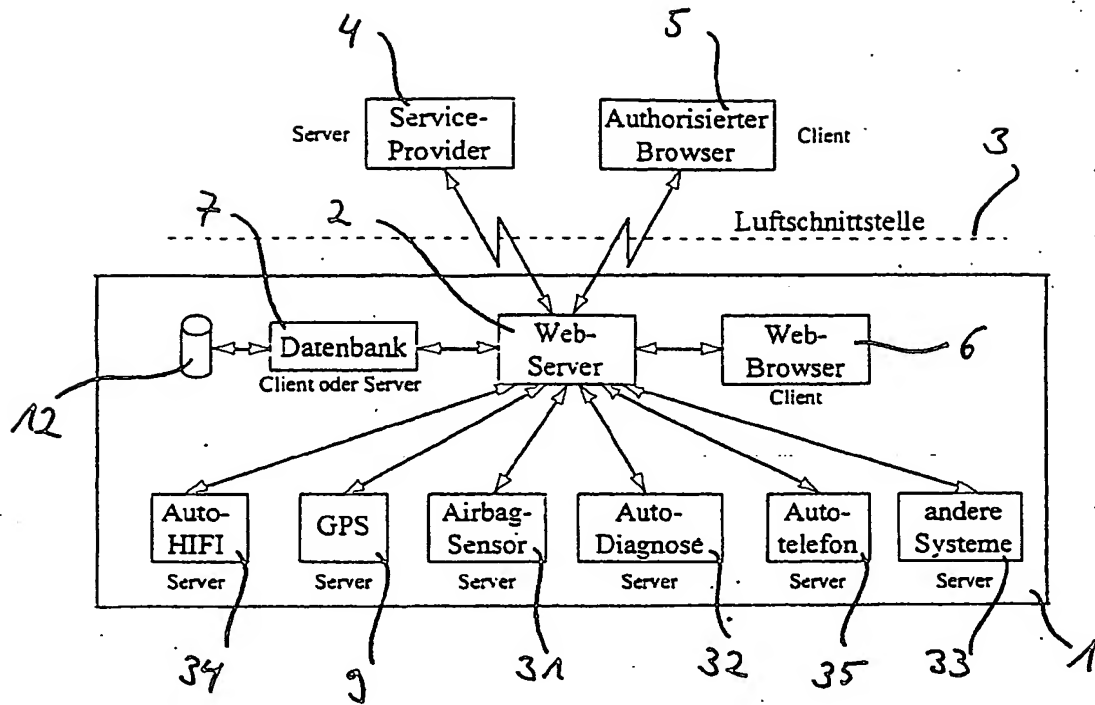 4
5
Server
Service-
Provider
Authorisierter
Browser
Client
3
7
2
Luftschnittstelle
Datenbank
Client oder Server
Web-
Server
Web-
Browser
Client
6
12
Auto-
HIFI
Server
GPS
Server
Airbag-
Sensor
Server
Auto-
Diagnose
Server
Auto-
telefon
Server
andere
Systeme
Server
34
9
31
32
35
33
1